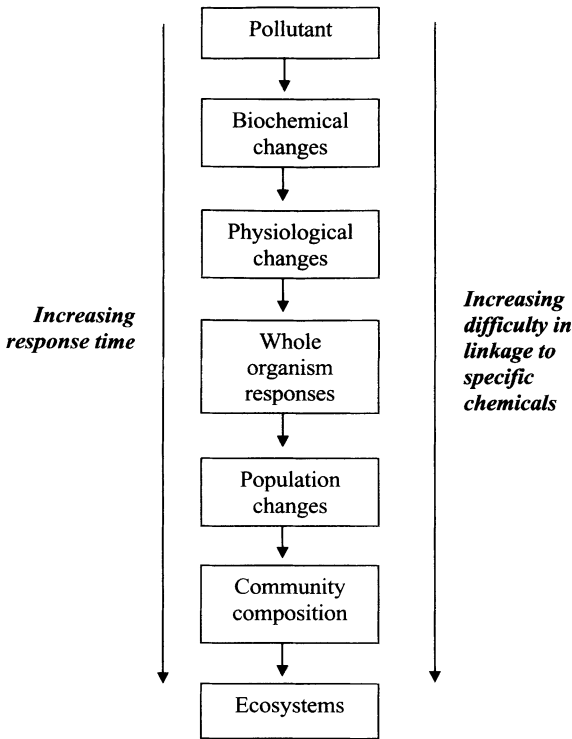 Pollutant
Biochemical
changes
Physiological
changes
Increasing
response time
Whole
organism
responses
Increasing
difficulty in
linkage to
specific
chemicals
Population
changes
Community
composition
Ecosystems